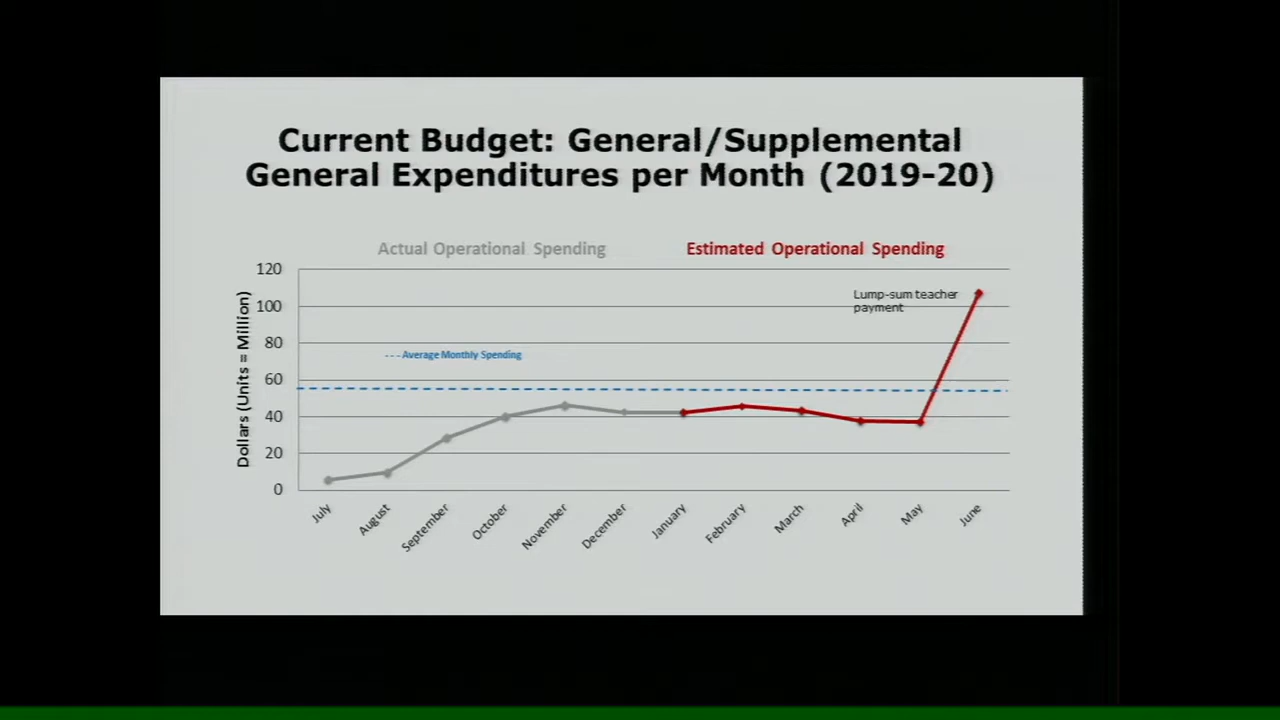 Current Budget: General/Supplemental
General Expenditures per Month (2019-20)
Actual Operational Spending
Estimated Operational Spending
Dollars (Units = Million)
120
100
80
60
40
20
0
Lump-sum teacher
payment
Average Monthly Spending
July
August
September
October
November
December
January
February
March
April
May
June